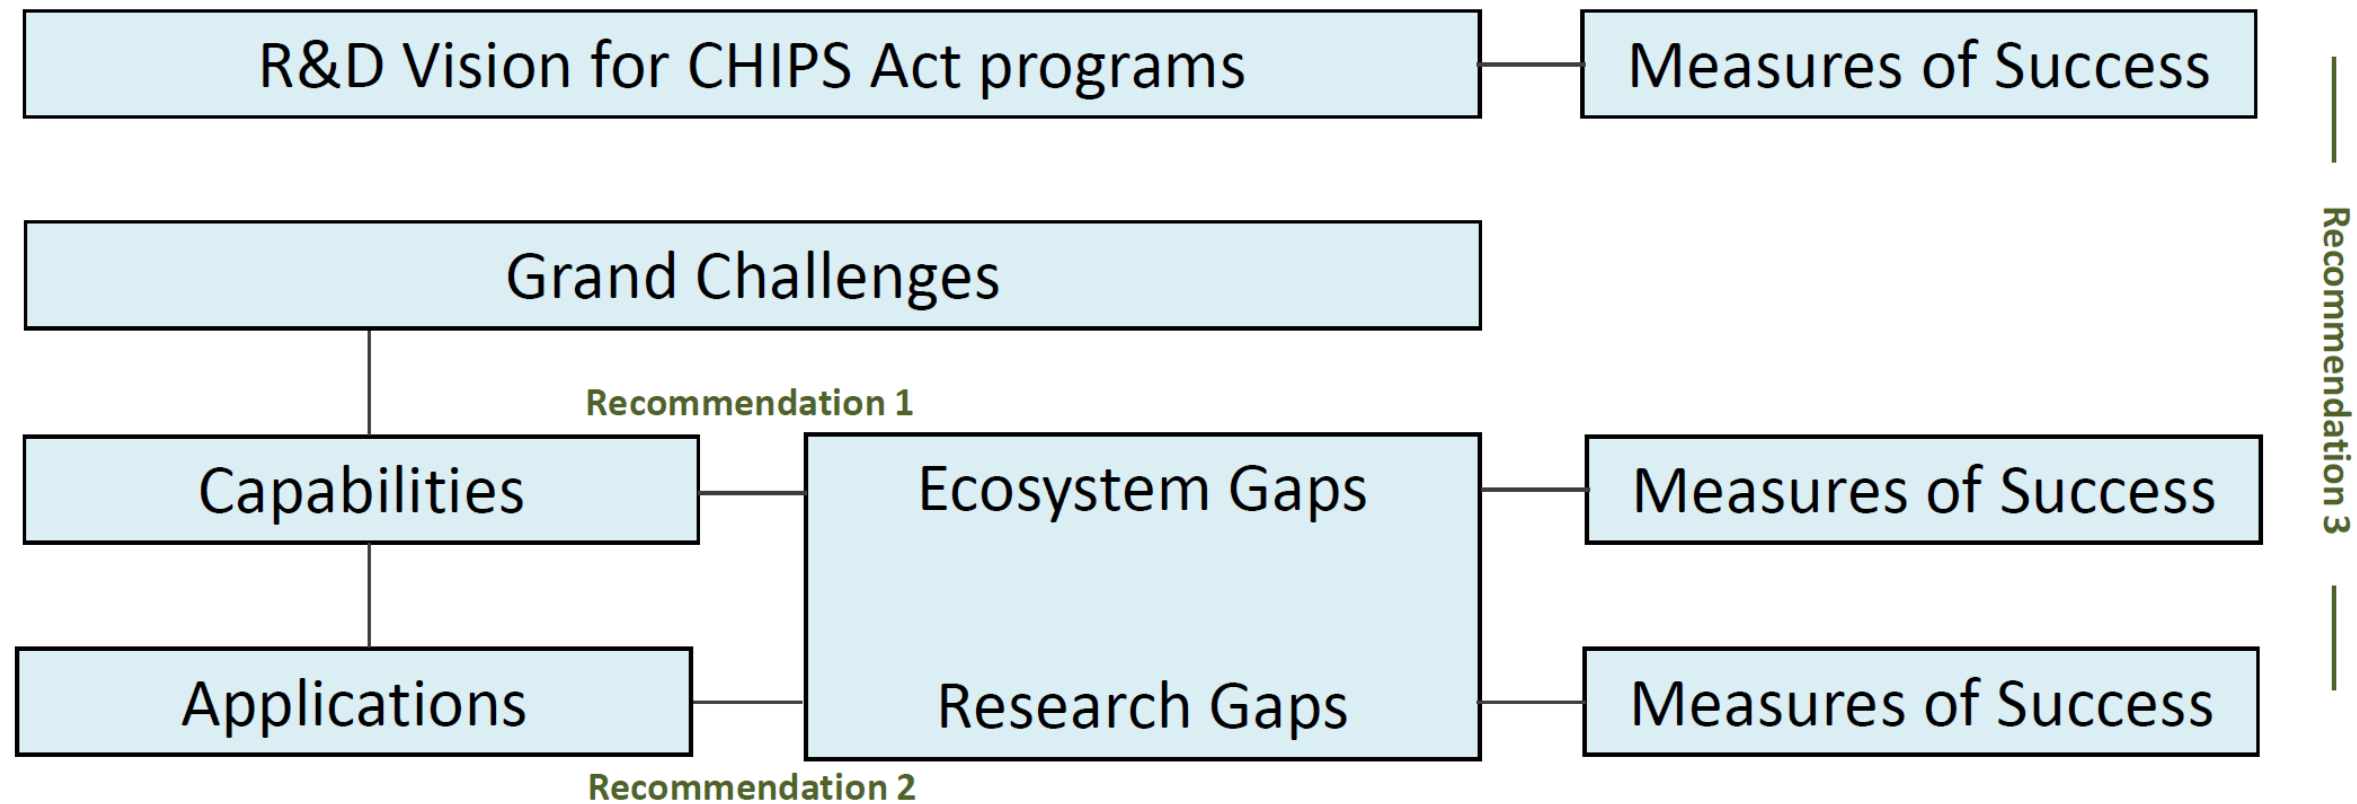 R&D Vision for CHIPS Act programs
Measures of Success
Grand Challenges
Recommendation 1
Capabilities
Ecosystem Gaps
Measures of Success
Applications
Research Gaps
Measures of Success
Recommendation 2
Recommendation 3